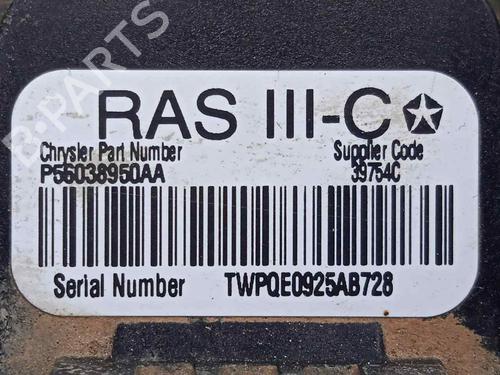 RAS III-C
Chrysler Part Number Supplier Code
P56038950AA 39754C
Serial Number TWPQE0925AB728
B-PARTS